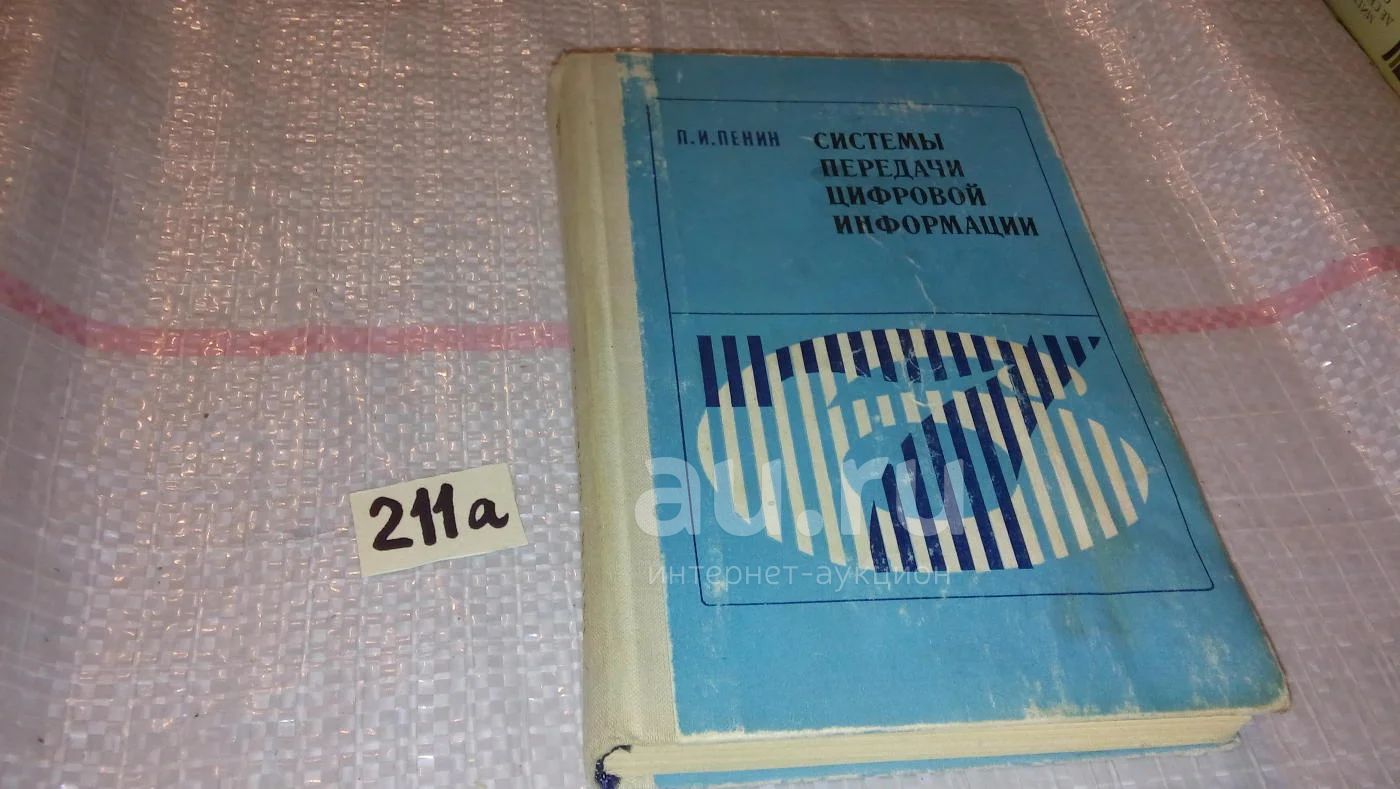 П.И.ПЕНИН
СИСТЕМЫ
ПЕРЕДАЧИ
ЦИФРОВОЙ
ИНФОРМАЦИИ
211а
au.ru
интернет-аукцион